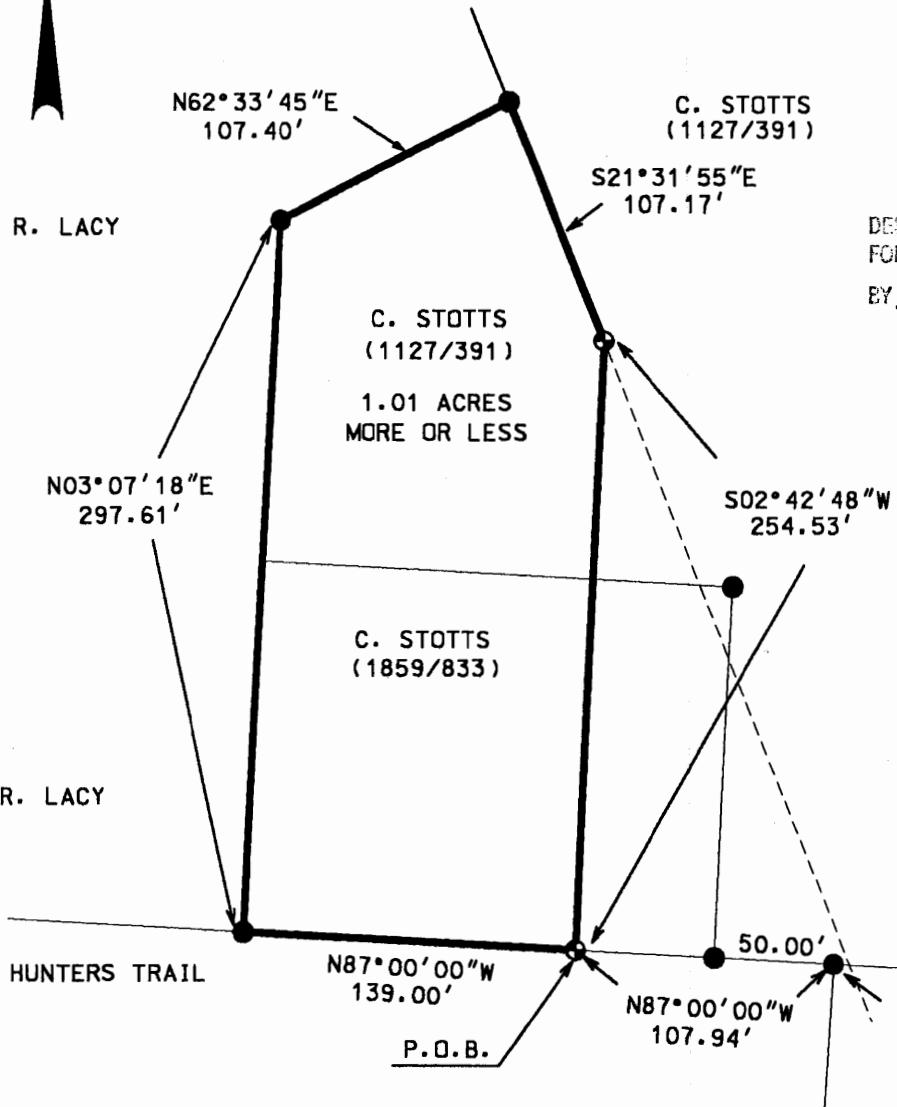 N62°33'45"E
107.40'
C. STOTTS
(1127/391)
S21°31'55"E
107.17'
R. LACY
BY
C. STOTTS
(1127/391)
1.01 ACRES
MORE OR LESS
N03°07'18"E
297.61'
S02°42'48"W
254.53'
C. STOTTS
(1859/833)
R. LACY
50.00'
HUNTERS TRAIL
N87°00'00"W
139.00'
N87°00'00"W
107.94'
P.O.B.